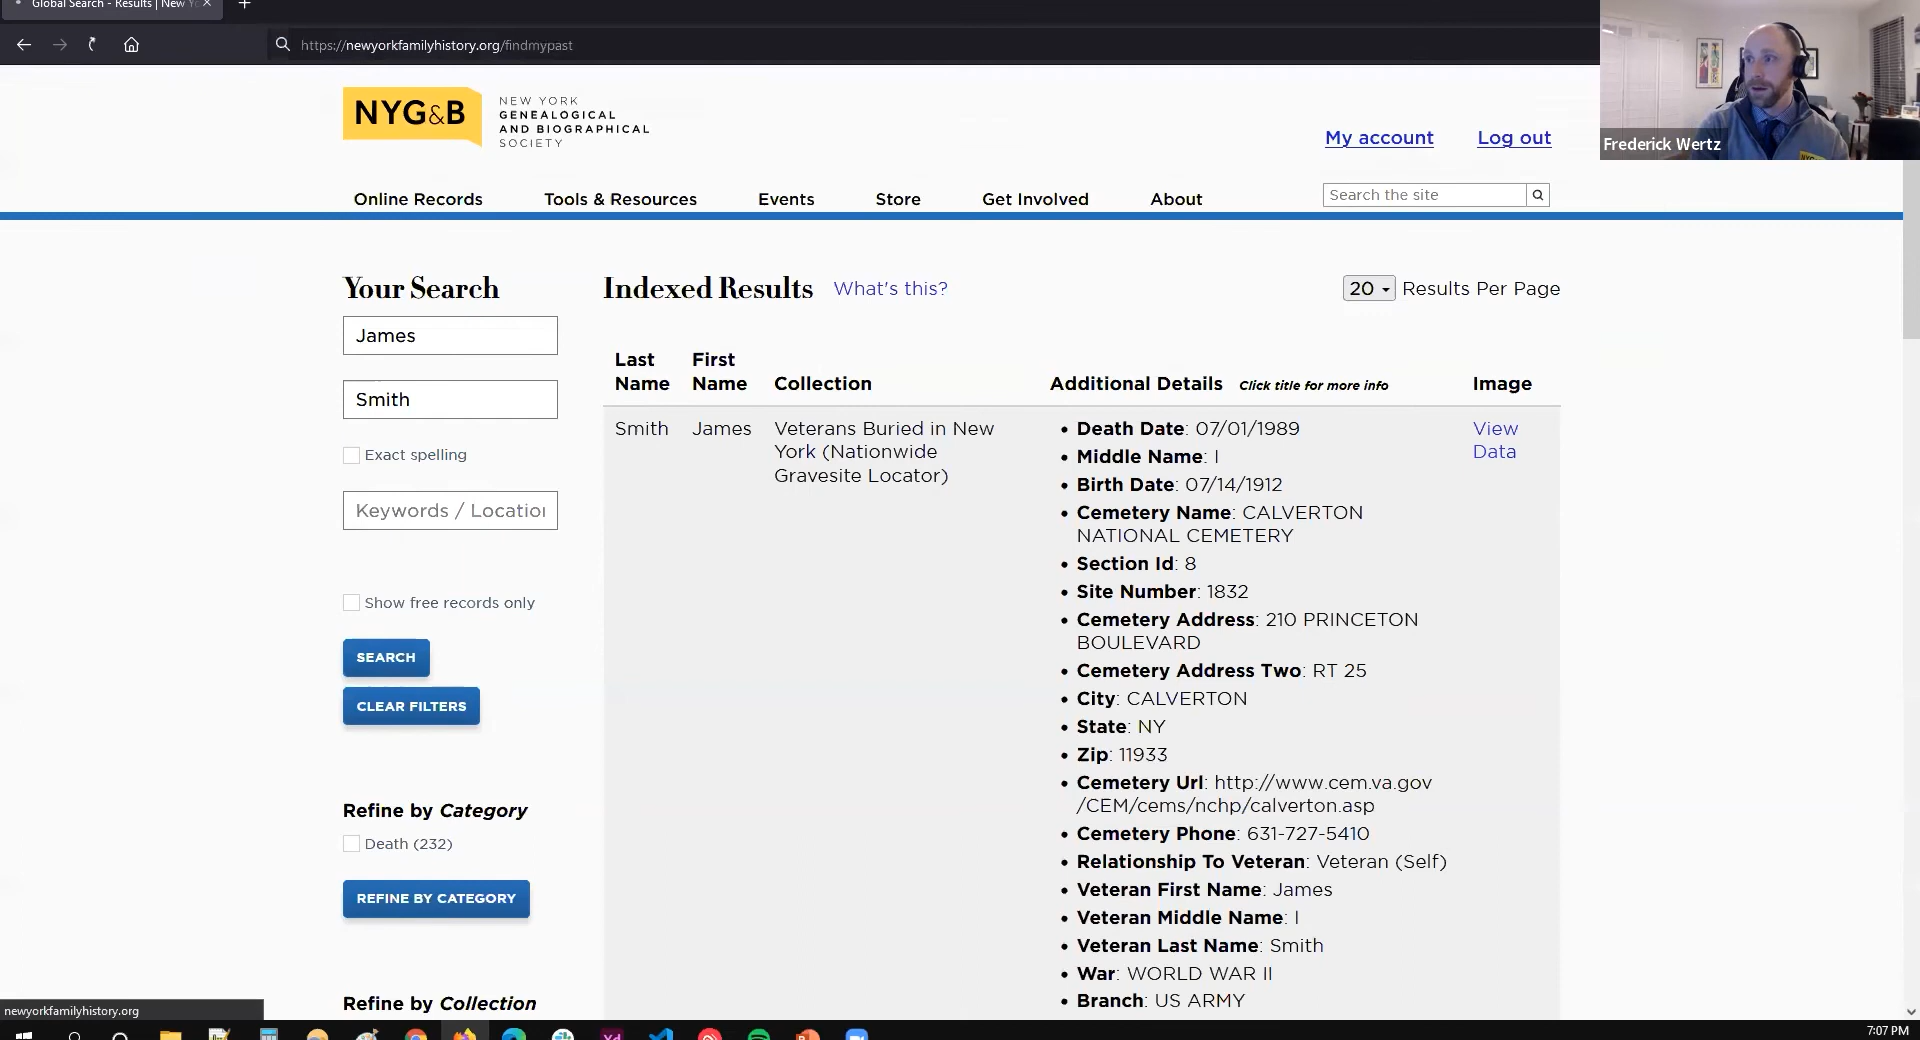 Global Search - Results | New Yo
https://newyorkfamilyhistory.org/findmypast
Frederick Wertz
NYG&B
NEW YORK
GENEALOGICAL
AND BIOGRAPHICAL
SOCIETY
My account
Log out
Online Records
Tools & Resources
Events
Store
Get Involved
About
Search the site
Your Search
James
Smith
Exact spelling
Keywords / Location
Show free records only
SEARCH
CLEAR FILTERS
Refine by Category
Death (232)
REFINE BY CATEGORY
Refine by Collection
Indexed Results
What's this?
20
Results Per Page
Last
Name
First
Name
Collection
Additional Details
Click title for more info
Image
Smith
James
Veterans Buried in New
York (Nationwide
Gravesite Locator)
• Death Date: 07/01/1989
• Middle Name: I
• Birth Date: 07/14/1912
• Cemetery Name: CALVERTON
NATIONAL CEMETERY
• Section Id: 8
• Site Number: 1832
• Cemetery Address: 210 PRINCETON
BOULEVARD
• Cemetery Address Two: RT 25
• City: CALVERTON
• State: NY
• Zip: 11933
• Cemetery Url: http://www.cem.va.gov
/CEM/cems/nchp/calverton.asp
• Cemetery Phone: 631-727-5410
• Relationship To Veteran: Veteran (Self)
• Veteran First Name: James
• Veteran Middle Name: I
• Veteran Last Name: Smith
• War: WORLD WAR II
• Branch: US ARMY
View
Data
newyorkfamilyhistory.org
Xd
7:07 PM